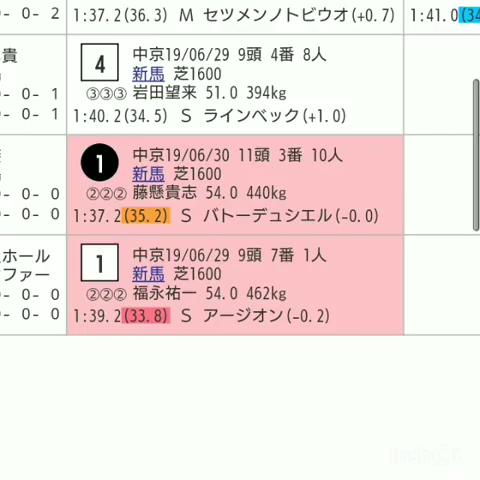 0- 2
1:37.2(36.3) M セツメンノトビウオ(+0.7)
1:41.0(34
貴
0- 1
0- 1
4
中京19/06/29 9頭 4番 8人
新馬 芝1600
③③③ 岩田望来 51.0 394kg
1:40.2(34.5) S ラインベック(+1.0)
0- 0
0- 0
1
中京19/06/30 11頭 3番 10人
新馬 芝1600
②②② 藤懸貴志 54.0 440kg
1:37.2(35.2) S バトーデュシエル(-0.0)
ホール
ファー
0- 0
0- 0
1
中京19/06/29 9頭 7番 1人
新馬 芝1600
②②② 福永祐一 54.0 462kg
1:39.2(33.8) S アージオン(-0.2)